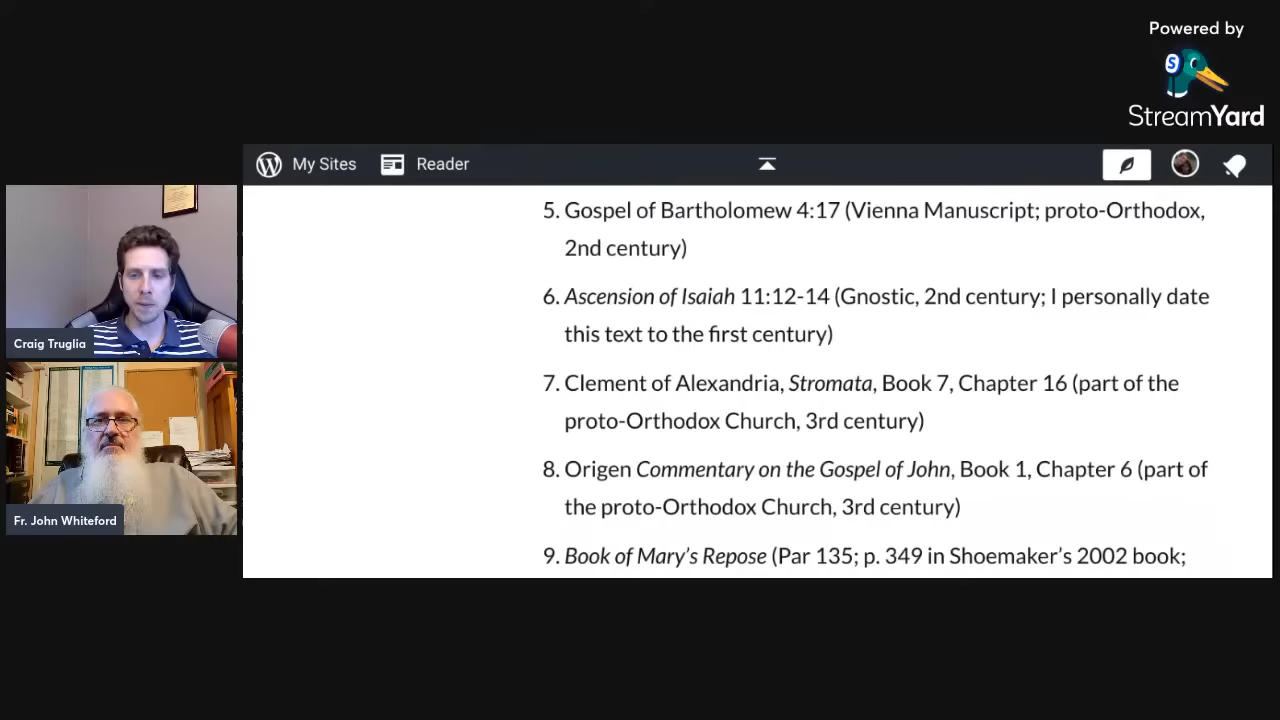 Powered by
S
StreamYard
My Sites
Reader
5. Gospel of Bartholomew 4:17 (Vienna Manuscript; proto-Orthodox,
2nd century)
6. Ascension of Isaiah 11:12-14 (Gnostic, 2nd century; I personally date
this text to the first century)
7. Clement of Alexandria, Stromata, Book 7, Chapter 16 (part of the
proto-Orthodox Church, 3rd century)
8. Origen Commentary on the Gospel of John, Book 1, Chapter 6 (part of
the proto-Orthodox Church, 3rd century)
9. Book of Mary’s Repose (Par 135; p. 349 in Shoemaker’s 2002 book;
Craig Truglia
Fr. John Whiteford